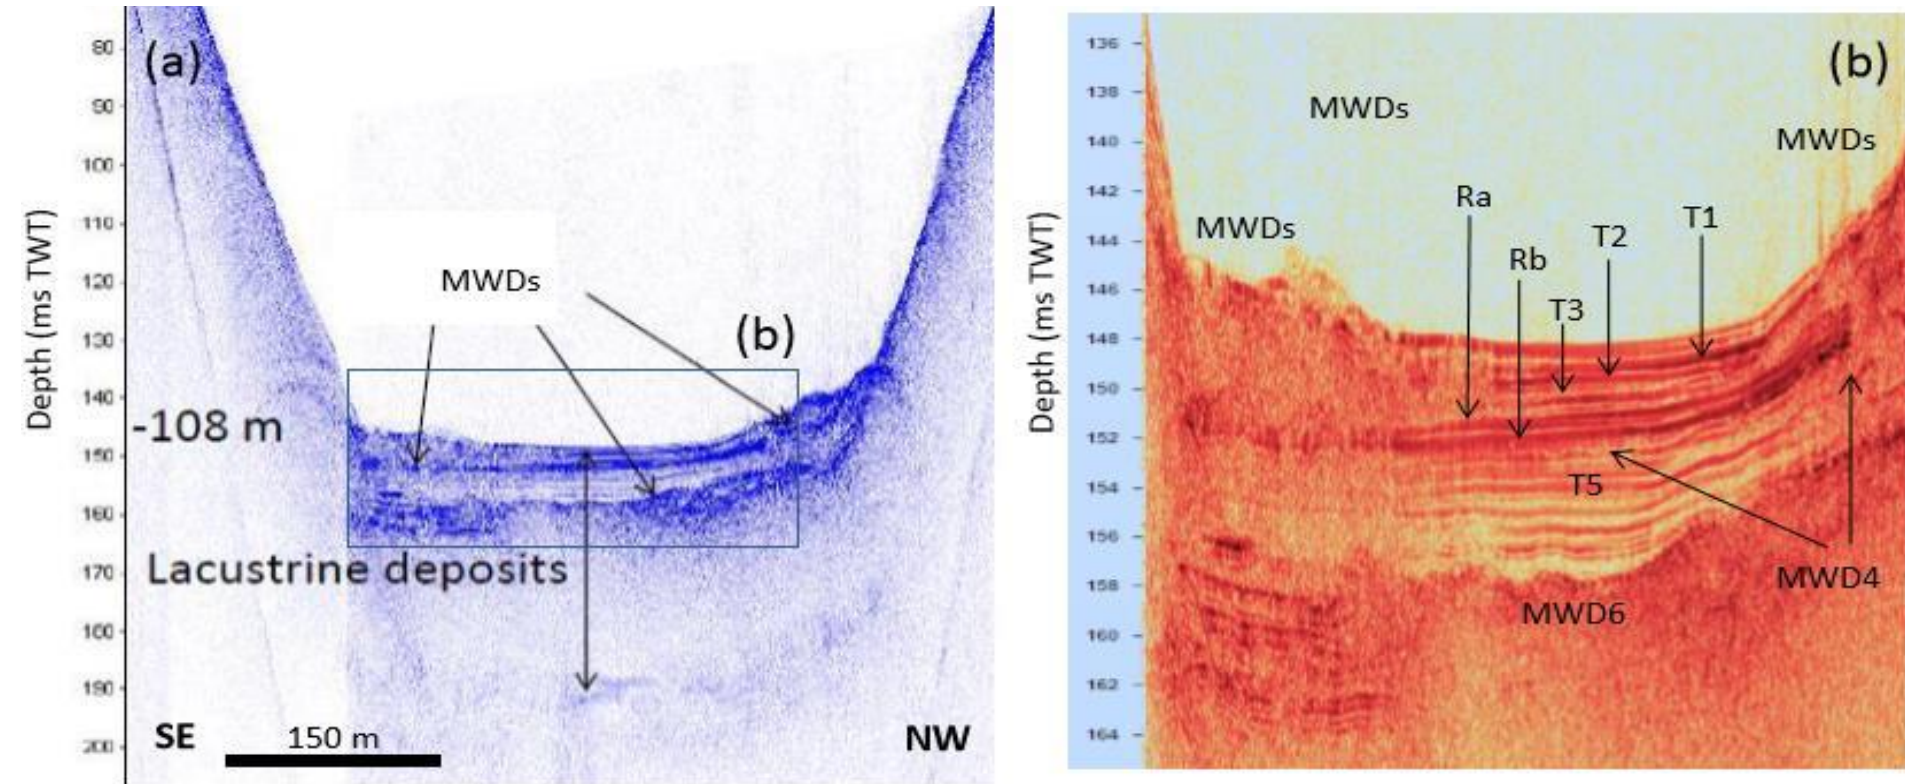 (a)
80
90
100
110
120
130
140
150
160
170
180
190
200
Depth (ms TWT)
MWDs
(b)
-108 m
Lacustrine deposits
SE
150 m
NW
(b)
136
138
140
142
144
146
148
150
152
154
156
158
160
162
164
Depth (ms TWT)
MWDs
MWDs
MWDs
Ra
Rb
T3
T2
T1
T5
MWD4
MWD6